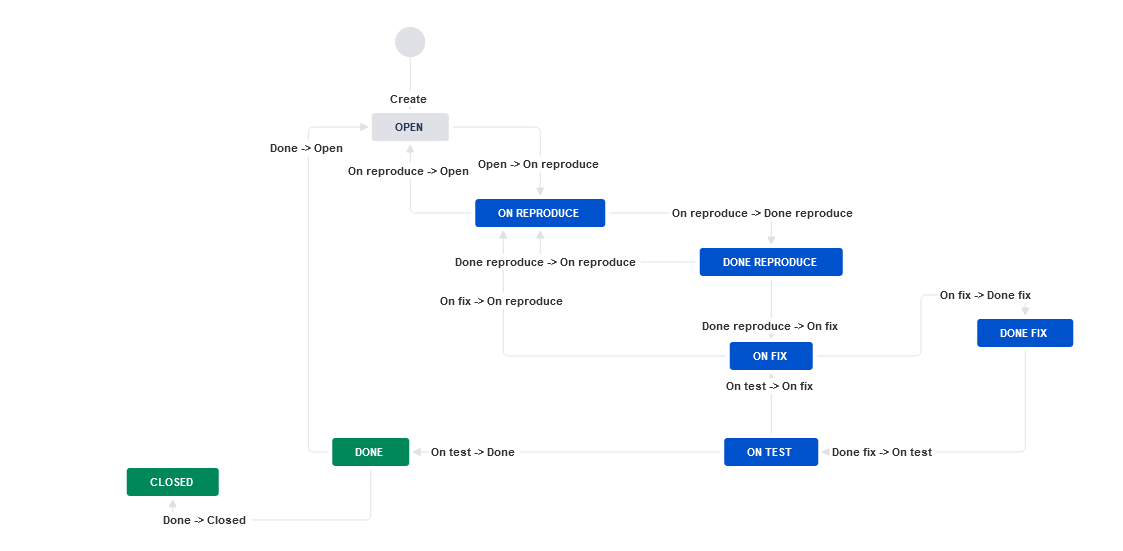 Create
OPEN
Done -> Open
Open -> On reproduce
On reproduce -> Open
ON REPRODUCE
On reproduce -> Done reproduce
Done reproduce -> On reproduce
DONE REPRODUCE
On fix -> On reproduce
On fix -> Done fix
Done reproduce -> On fix
DONE FIX
ON FIX
On test -> On fix
DONE
On test -> Done
ON TEST
Done fix -> On test
CLOSED
Done -> Closed